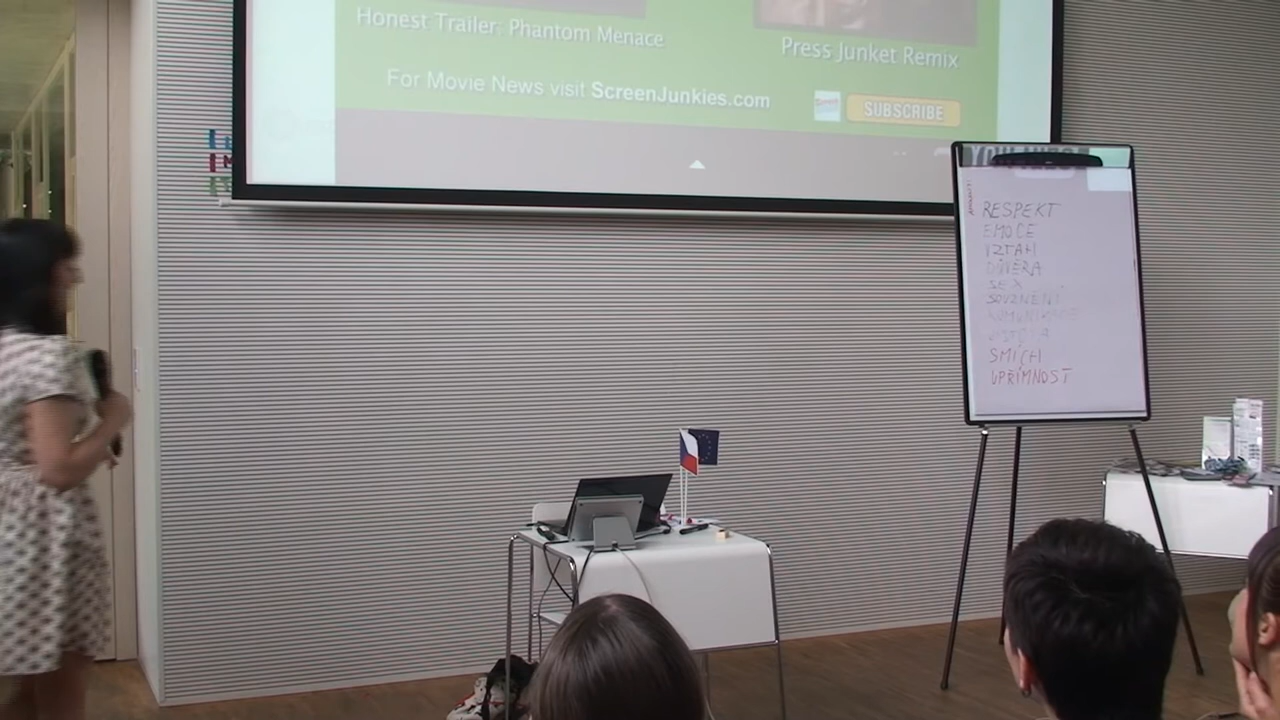 Honest Trailer: Phantom Menace
Press Junket Remix
For Movie News visit ScreenJunkies.com
SUBSCRIBE
RESPEKT
EMOCE
VZTAH
DŮVĚRA
SEX
SOUZNĚNÍ
KOMUNIKACE
SMÍCH
UPŘÍMNOST